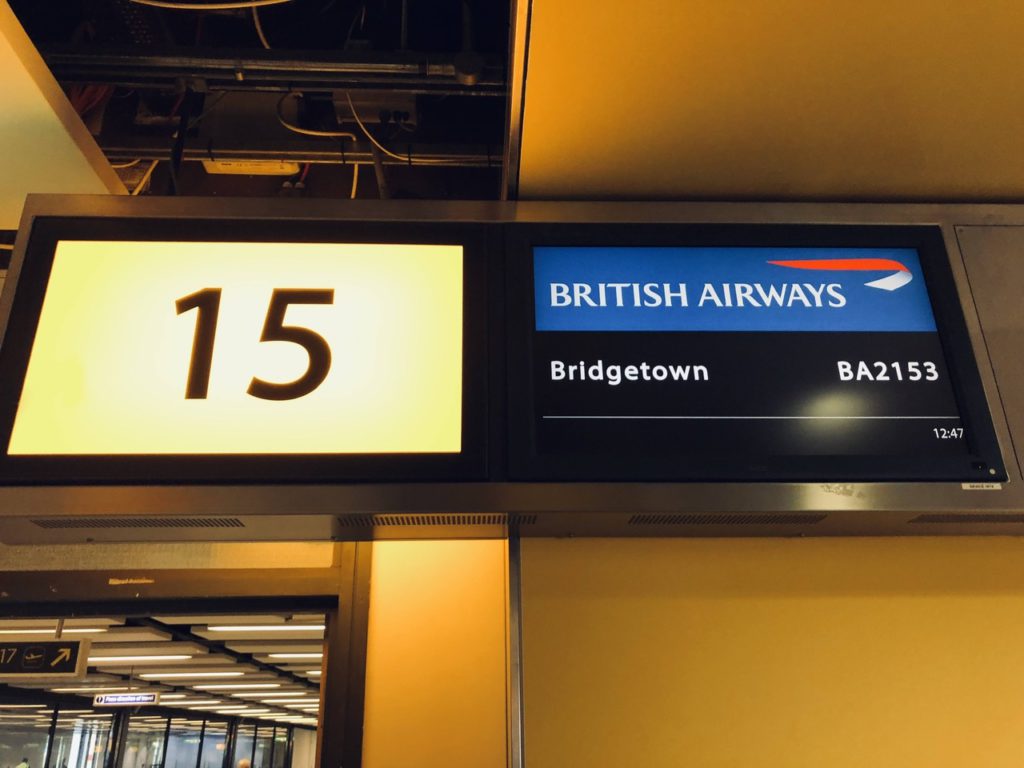 15
BRITISH AIRWAYS
Bridgetown BA2153
12:47
17